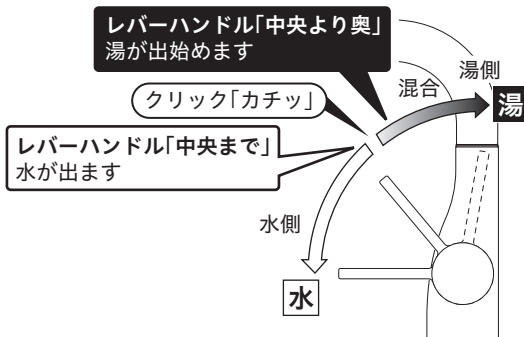 レバーハンドル「中央より奥」
湯が出始めます
湯側
混合
湯
クリック「カチッ」
レバーハンドル「中央まで」
水が出ます
水側
水